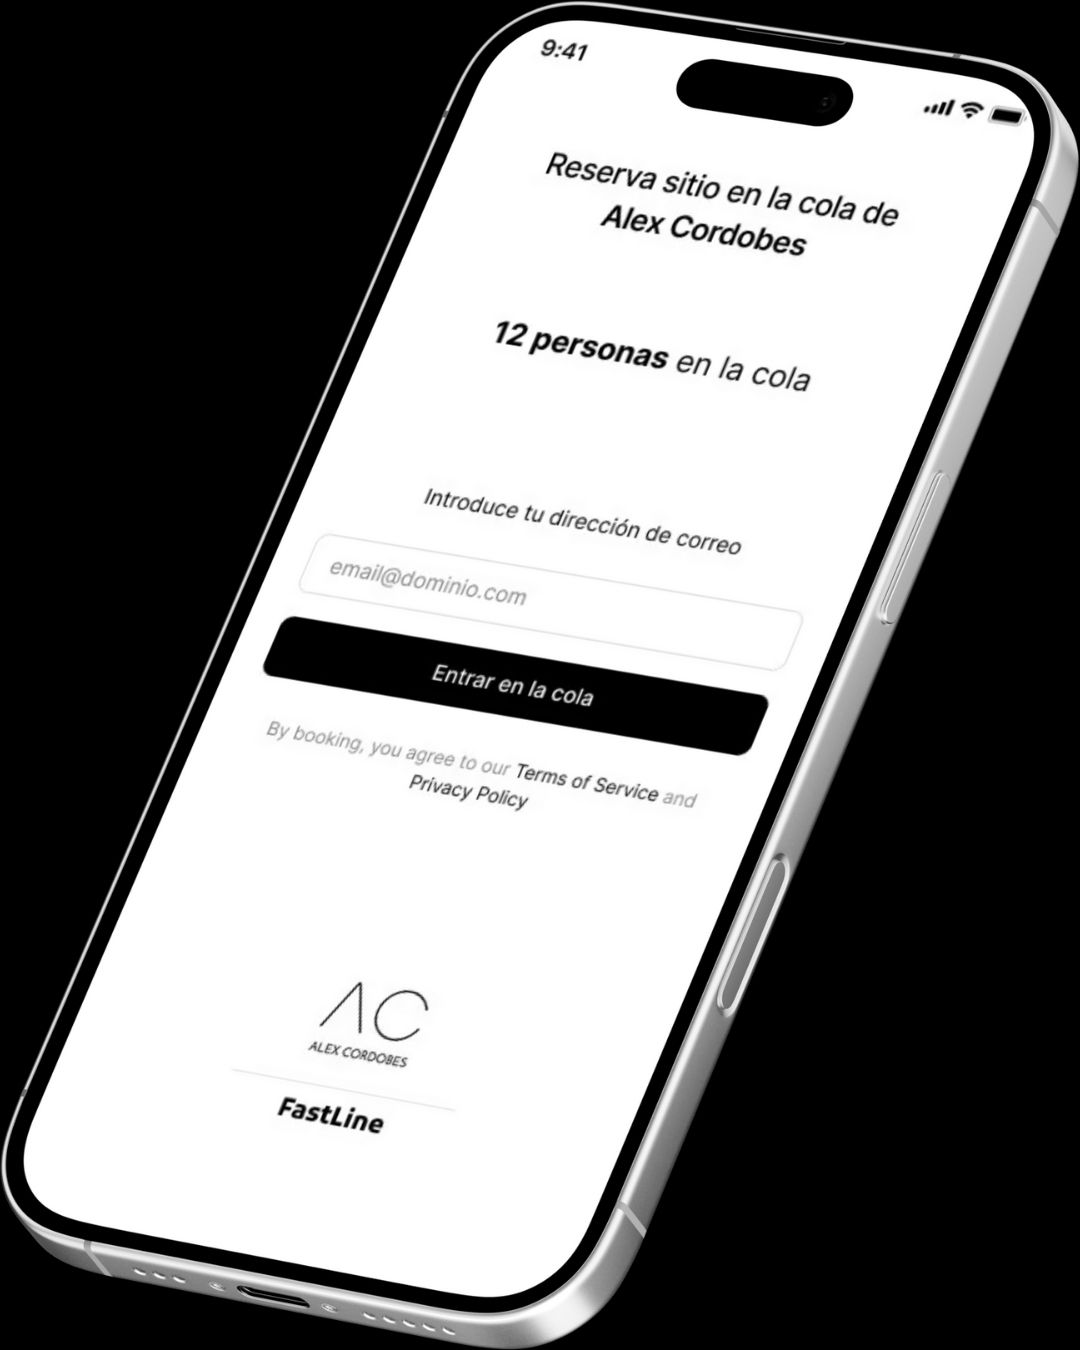 9:41
Reserva sitio en la cola de
Alex Cordobes
12 personas en la cola
Introduce tu dirección de correo
email@dominio.com
Entrar en la cola
By booking, you agree to our Terms of Service and
Privacy Policy
AC
ALEX CORDOBES
FastLine